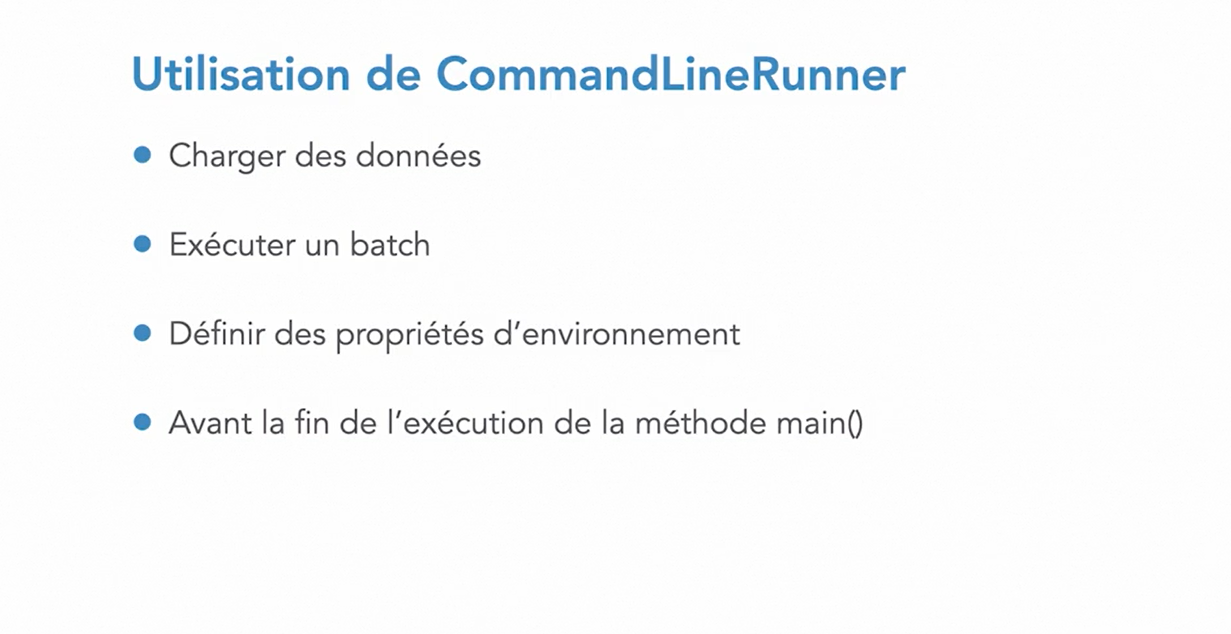 Utilisation de CommandLineRunner
Charger des données
Exécuter un batch
Définir des propriétés d’environnement
Avant la fin de l’exécution de la méthode main()